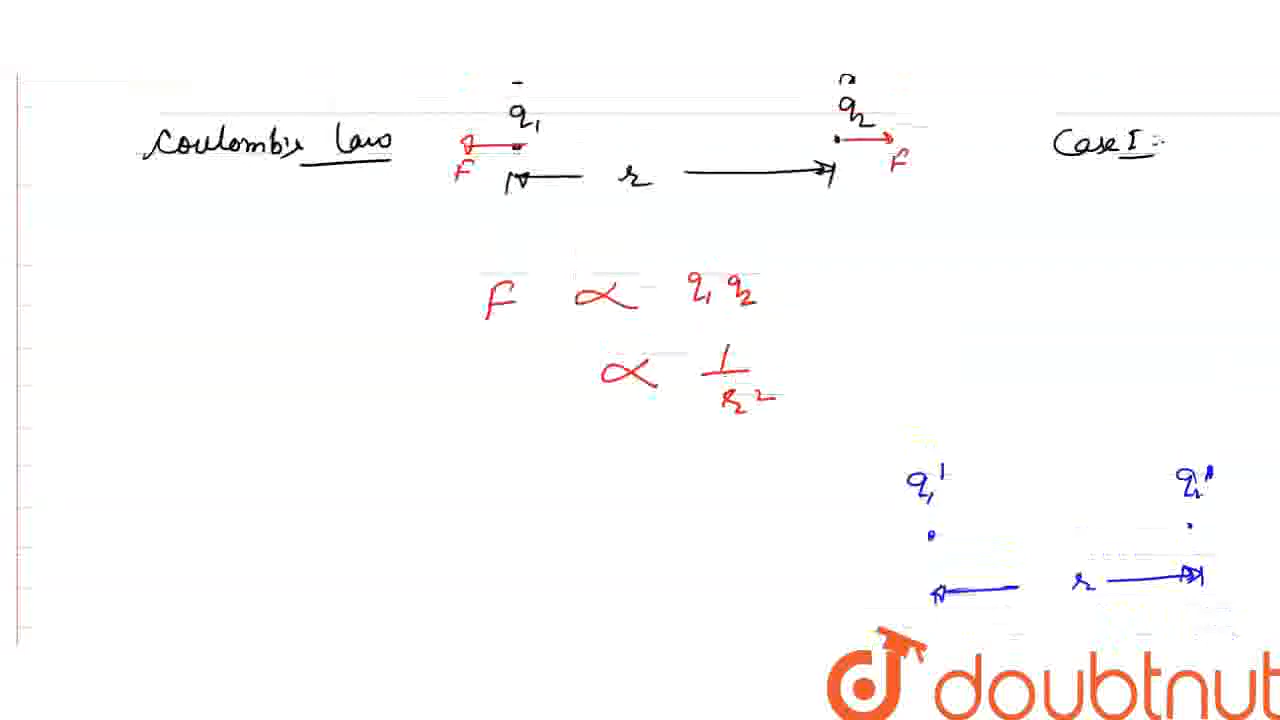 q₁ q₂
Coulomb's law Case I :-
F F
r
F ∝ q₁ q₂
∝ 1/r²
q₁' q₂'
r
doubtnut